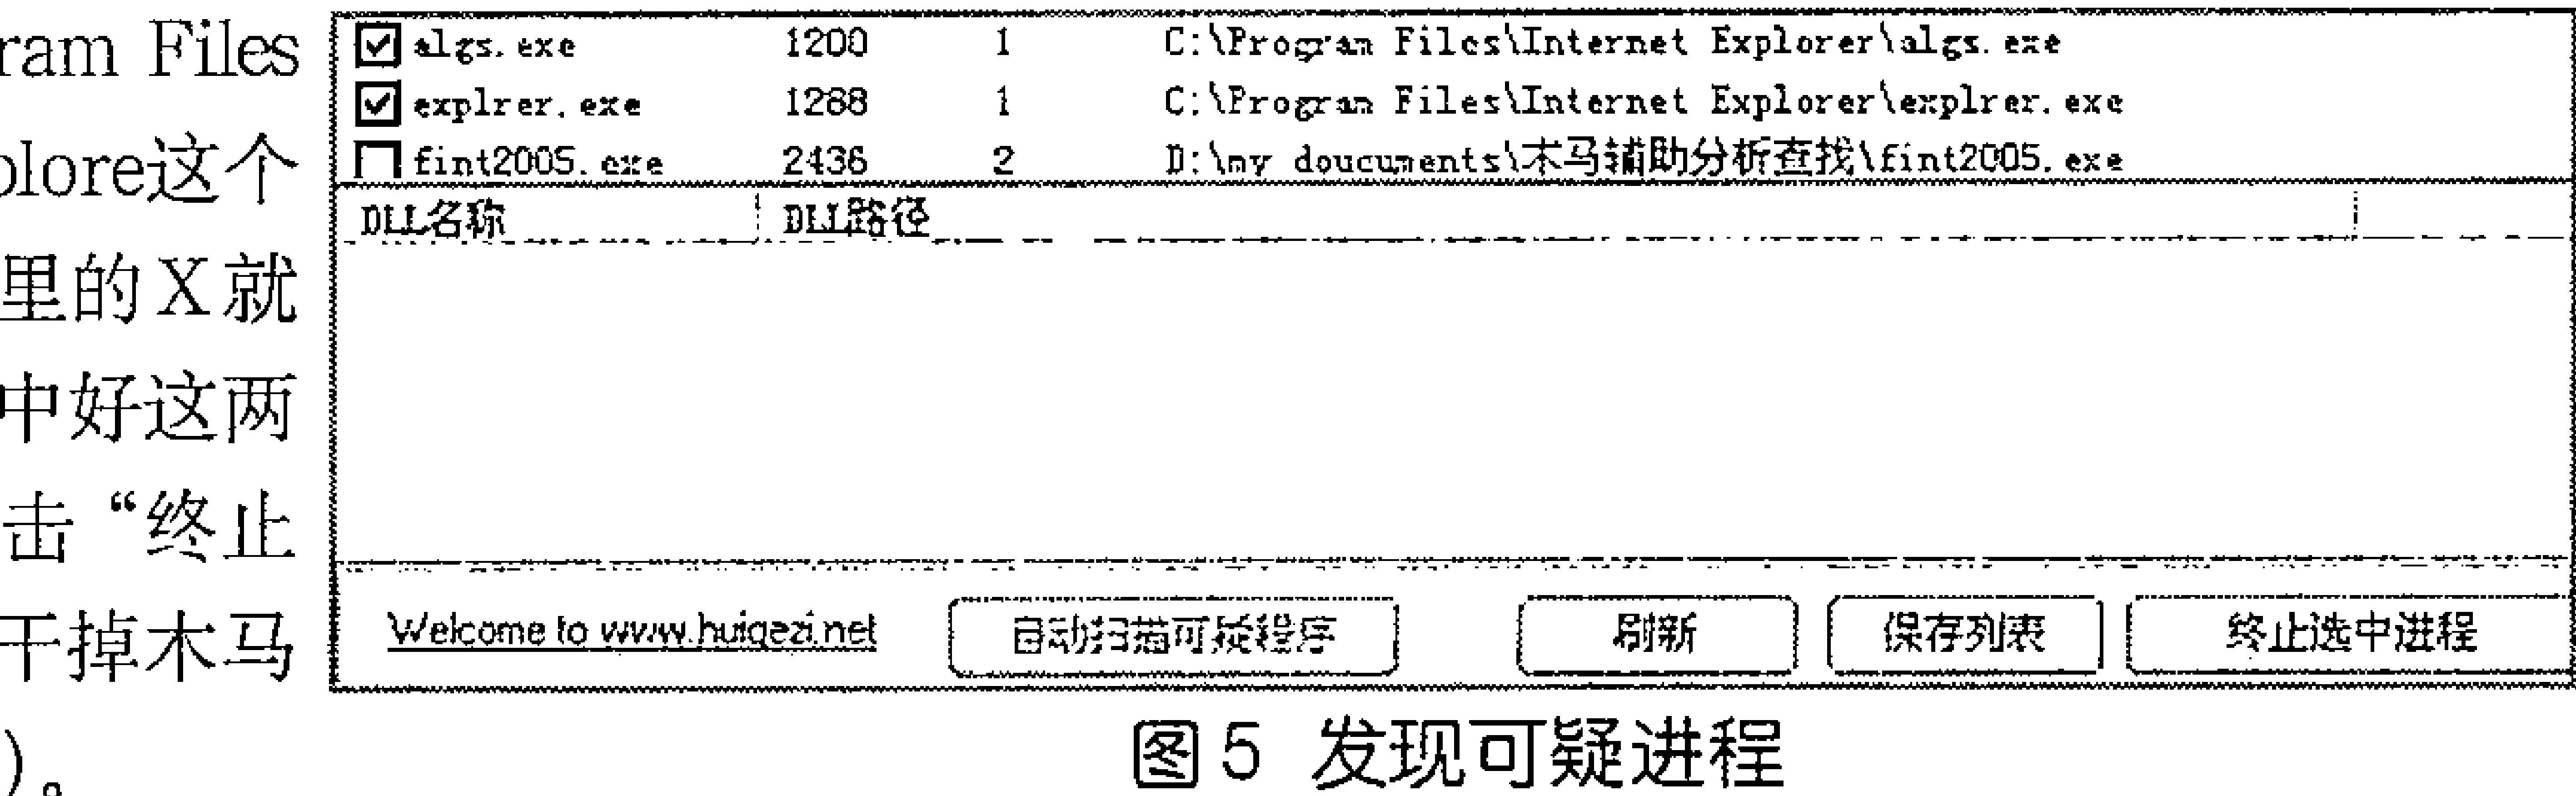 ram Files
plore这个
里的X就
中好这两
击“终止
干掉木马
)。
algs.exe 1200 1 C:\Program Files\Internet Explorer\algs.exe
explrer.exe 1288 1 C:\Program Files\Internet Explorer\explrer.exe
fint2005.exe 2436 2 D:\my doucuments\木马辅助分析查找\fint2005.exe
DLL名称 DLL路径
Welcome to www.huigezi.net 自动扫描可疑程序 刷新 保存列表 终止选中进程
图5 发现可疑进程